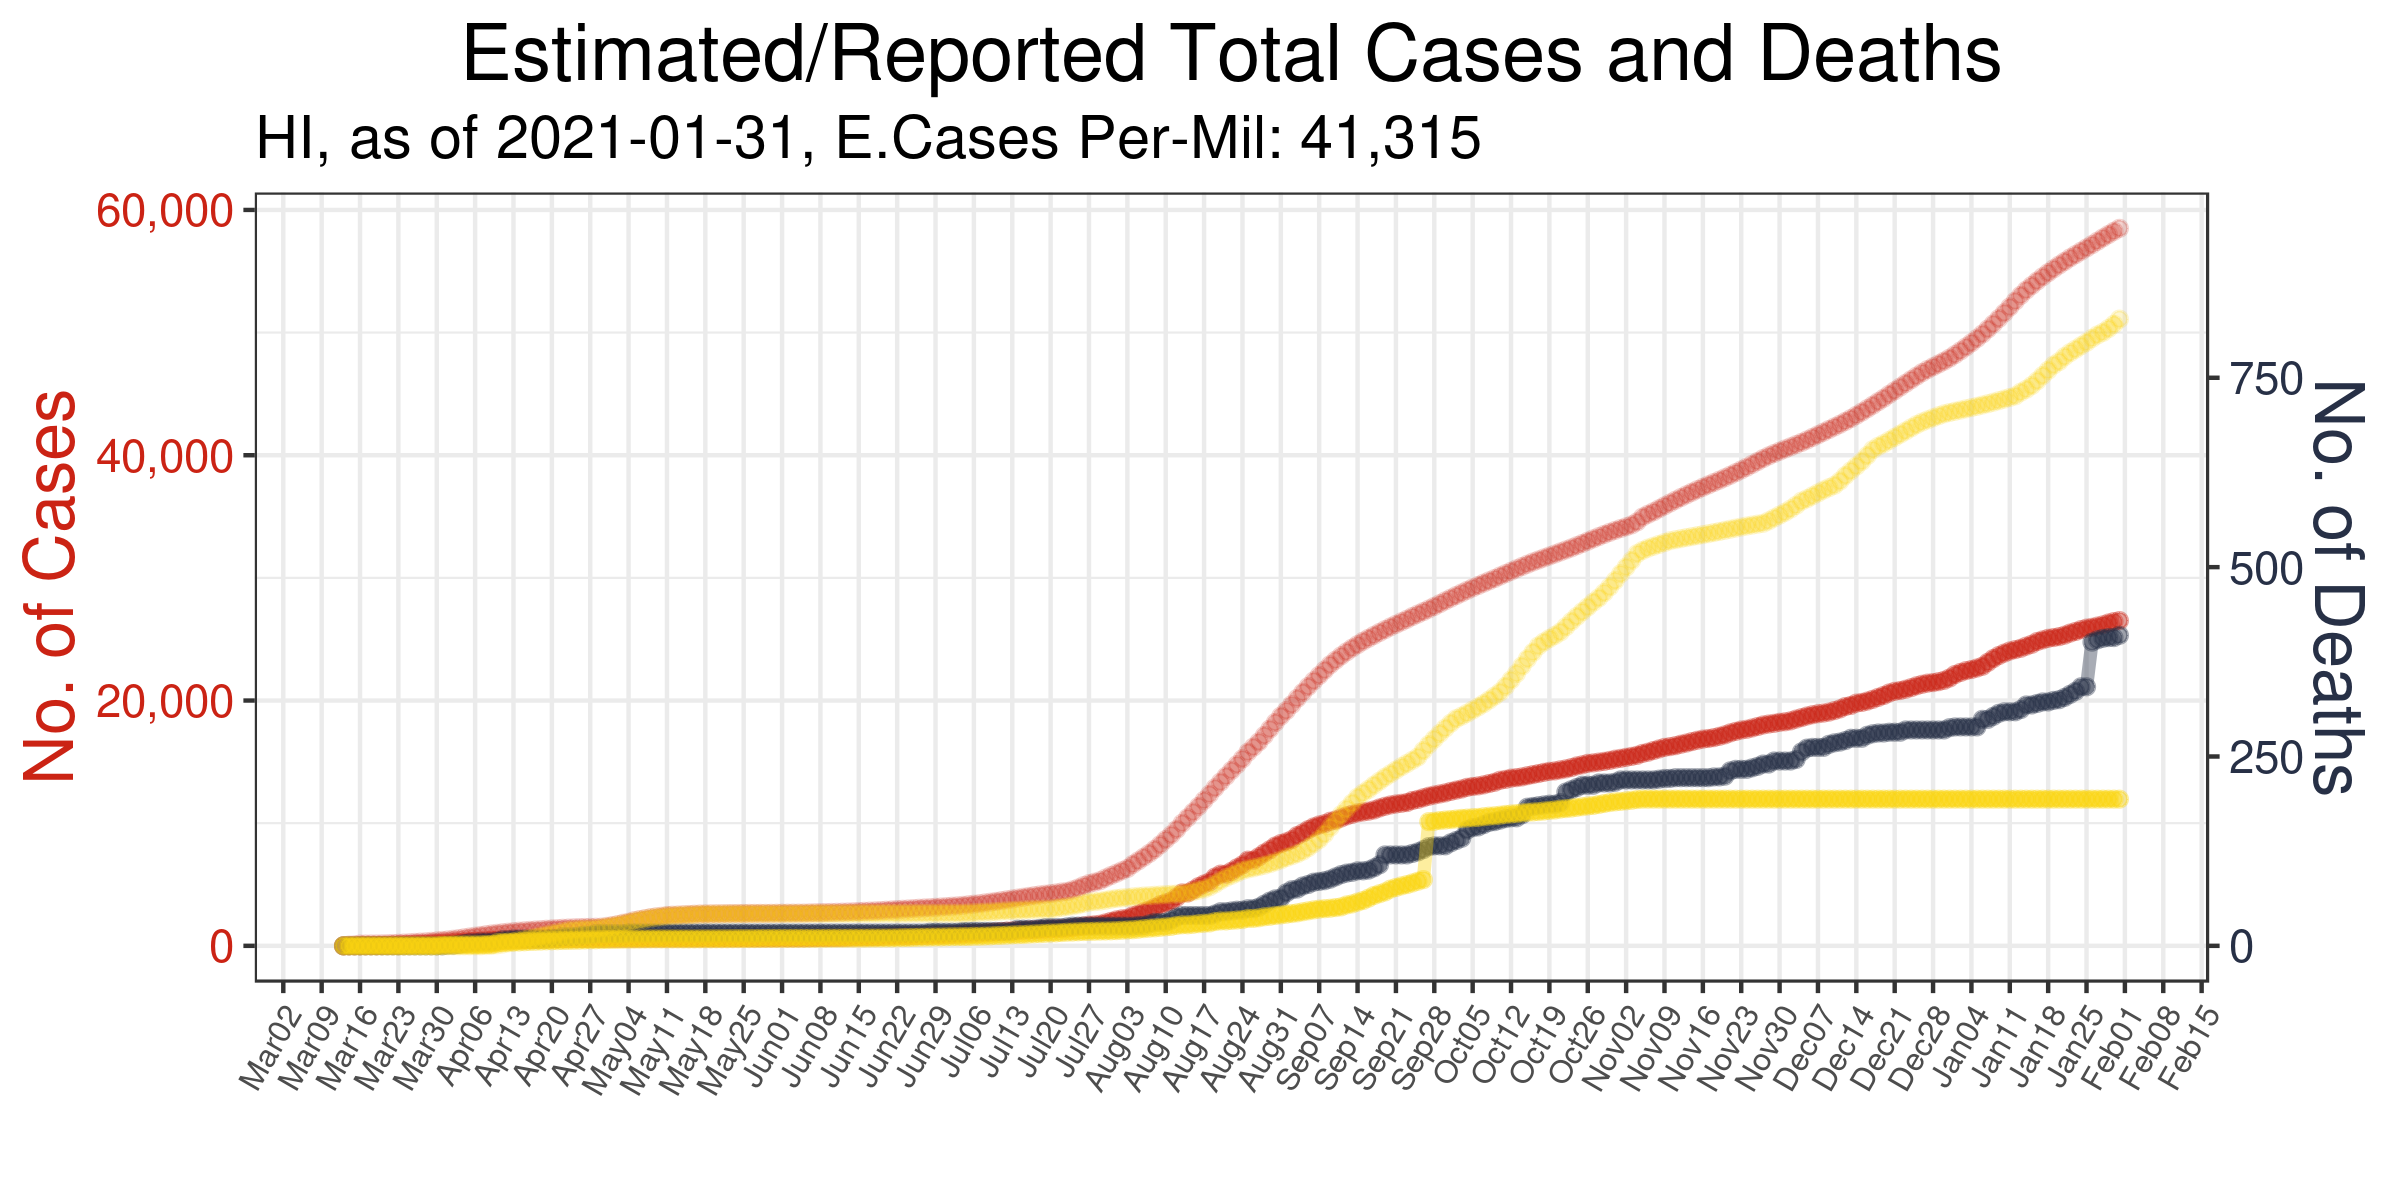 Estimated/Reported Total Cases and Deaths
HI, as of 2021-01-31, E.Cases Per-Mil: 41,315
No. of Cases
60,000
40,000
20,000
0
750
500
250
0
No. of Deaths
Mar02
Mar09
Mar16
Mar23
Mar30
Apr06
Apr13
Apr20
Apr27
May04
May11
May18
May25
Jun01
Jun08
Jun15
Jun22
Jun29
Jul06
Jul13
Jul20
Jul27
Aug03
Aug10
Aug17
Aug24
Aug31
Sep07
Sep14
Sep21
Sep28
Oct05
Oct12
Oct19
Oct26
Nov02
Nov09
Nov16
Nov23
Nov30
Dec07
Dec14
Dec21
Dec28
Jan04
Jan11
Jan18
Jan25
Feb01
Feb08
Feb15